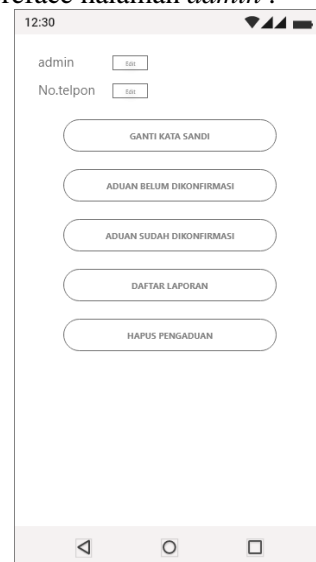 halaman admin :
12:30
admin Edit
No.telpon Edit
GANTI KATA SANDI
ADUAN BELUM DIKONFIRMASI
ADUAN SUDAH DIKONFIRMASI
DAFTAR LAPORAN
HAPUS PENGADUAN